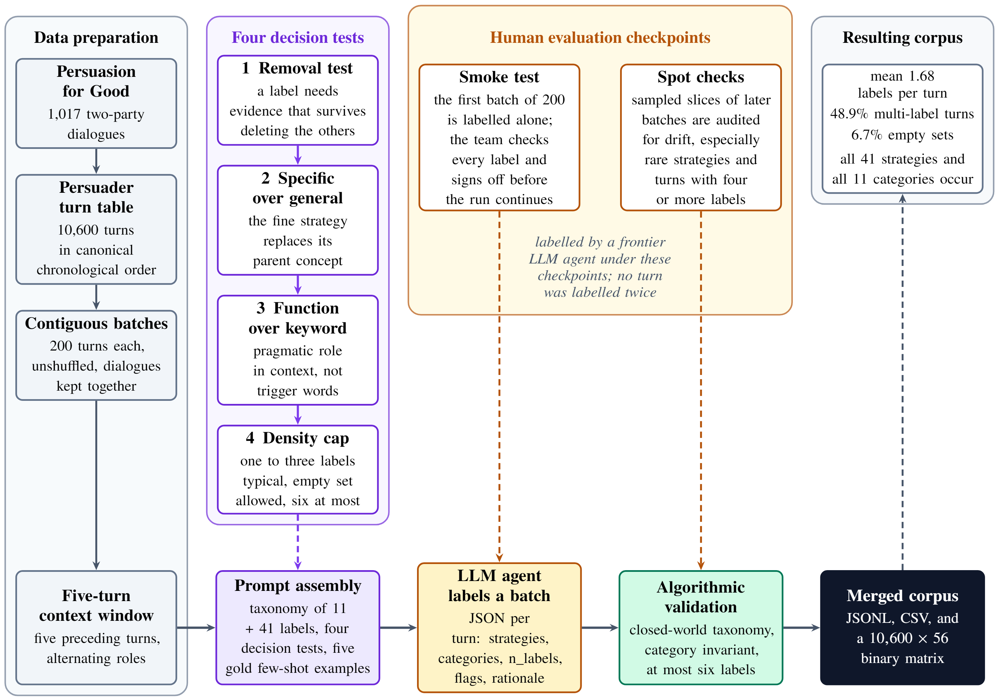 Data preparation
Persuasion
for Good
1,017 two-party
dialogues
Persuader
turn table
10,600 turns
in canonical
chronological order
Contiguous batches
200 turns each,
unshuffled, dialogues
kept together
Five-turn
context window
five preceding turns,
alternating roles
Four decision tests
1 Removal test
a label needs
evidence that survives
deleting the others
2 Specific
over general
the fine strategy
replaces its
parent concept
3 Function
over keyword
pragmatic role
in context, not
trigger words
4 Density cap
one to three labels
typical, empty set
allowed, six at most
Prompt assembly
taxonomy of 11
+ 41 labels, four
decision tests, five
gold few-shot examples
Human evaluation checkpoints
Smoke test
the first batch of 200
is labelled alone;
the team checks
every label and
signs off before
the run continues
Spot checks
sampled slices of later
batches are audited
for drift, especially
rare strategies and
turns with four
or more labels
labelled by a frontier
LLM agent under these
checkpoints; no turn
was labelled twice
LLM agent
labels a batch
JSON per
turn: strategies,
categories, n_labels,
flags, rationale
Algorithmic
validation
closed-world taxonomy,
category invariant,
at most six labels
Resulting corpus
mean 1.68
labels per turn
48.9% multi-label turns
6.7% empty sets
all 41 strategies and
all 11 categories occur
Merged corpus
JSONL, CSV, and
a 10,600 × 56
binary matrix